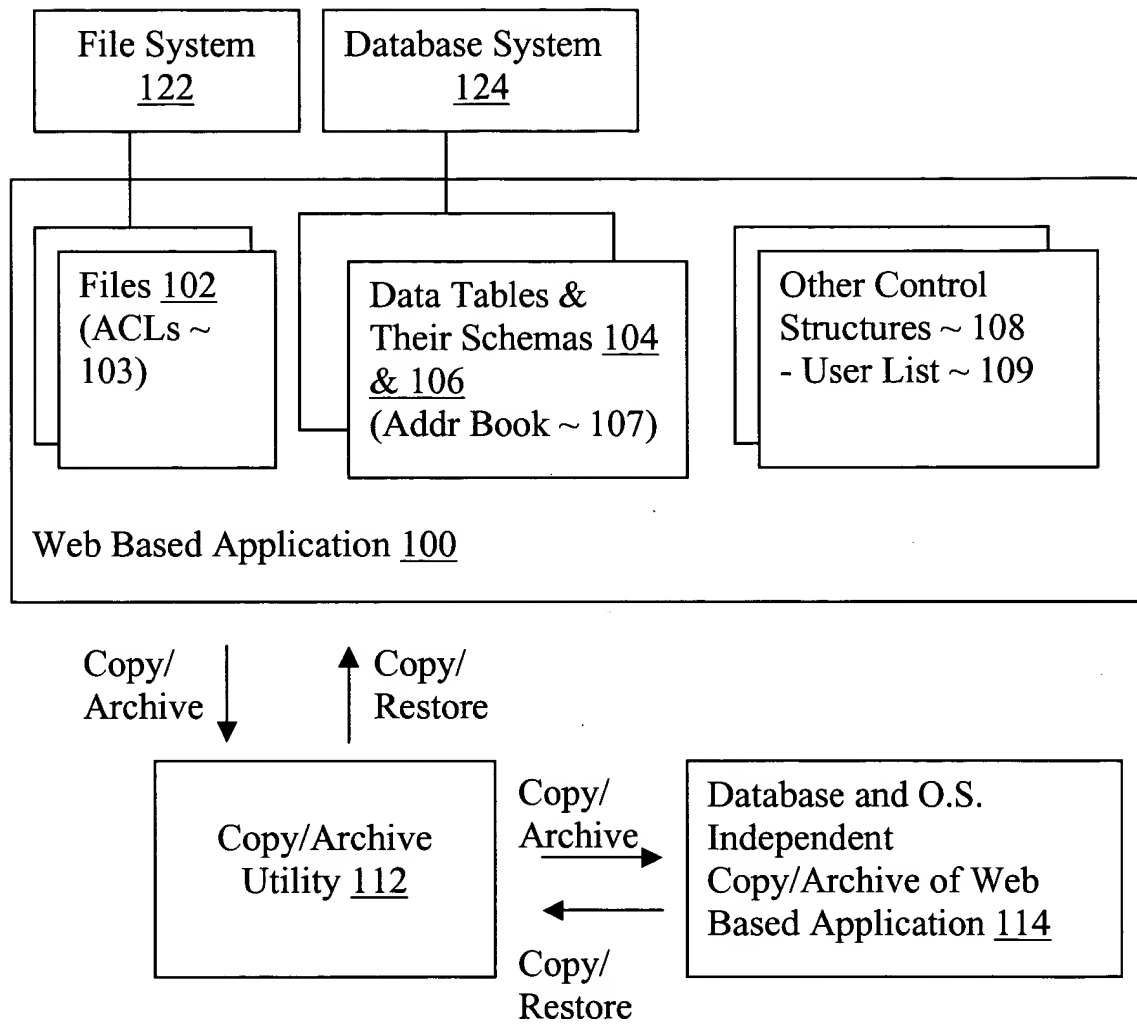 File System
122
Database System
124
Files 102
(ACLs ~
103)
Data Tables &
Their Schemas 104
& 106
(Addr Book ~ 107)
Other Control
Structures ~ 108
- User List ~ 109
Web Based Application 100
Copy/
Archive
Copy/
Restore
Copy/Archive
Utility 112
Copy/
Archive
Copy/
Restore
Database and O.S.
Independent
Copy/Archive of Web
Based Application 114